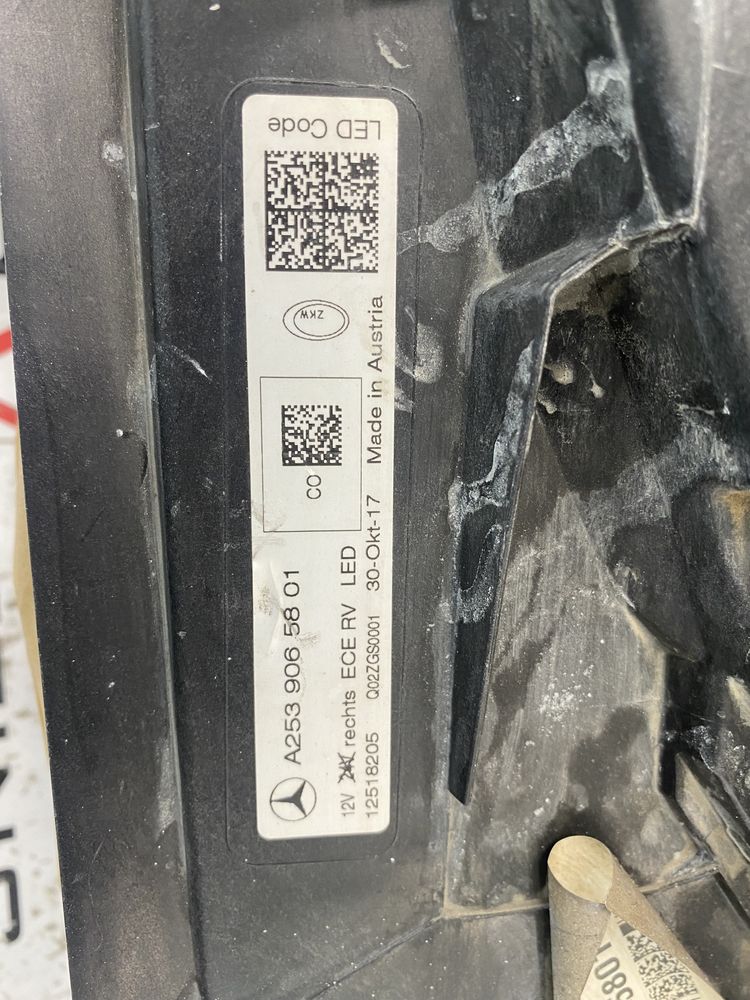 A253 906 58 01
12V 24V rechts ECE RV LED
12518205 Q02ZGS0001 30-Okt-17 Made in Austria
CO
ZKW
LED Code